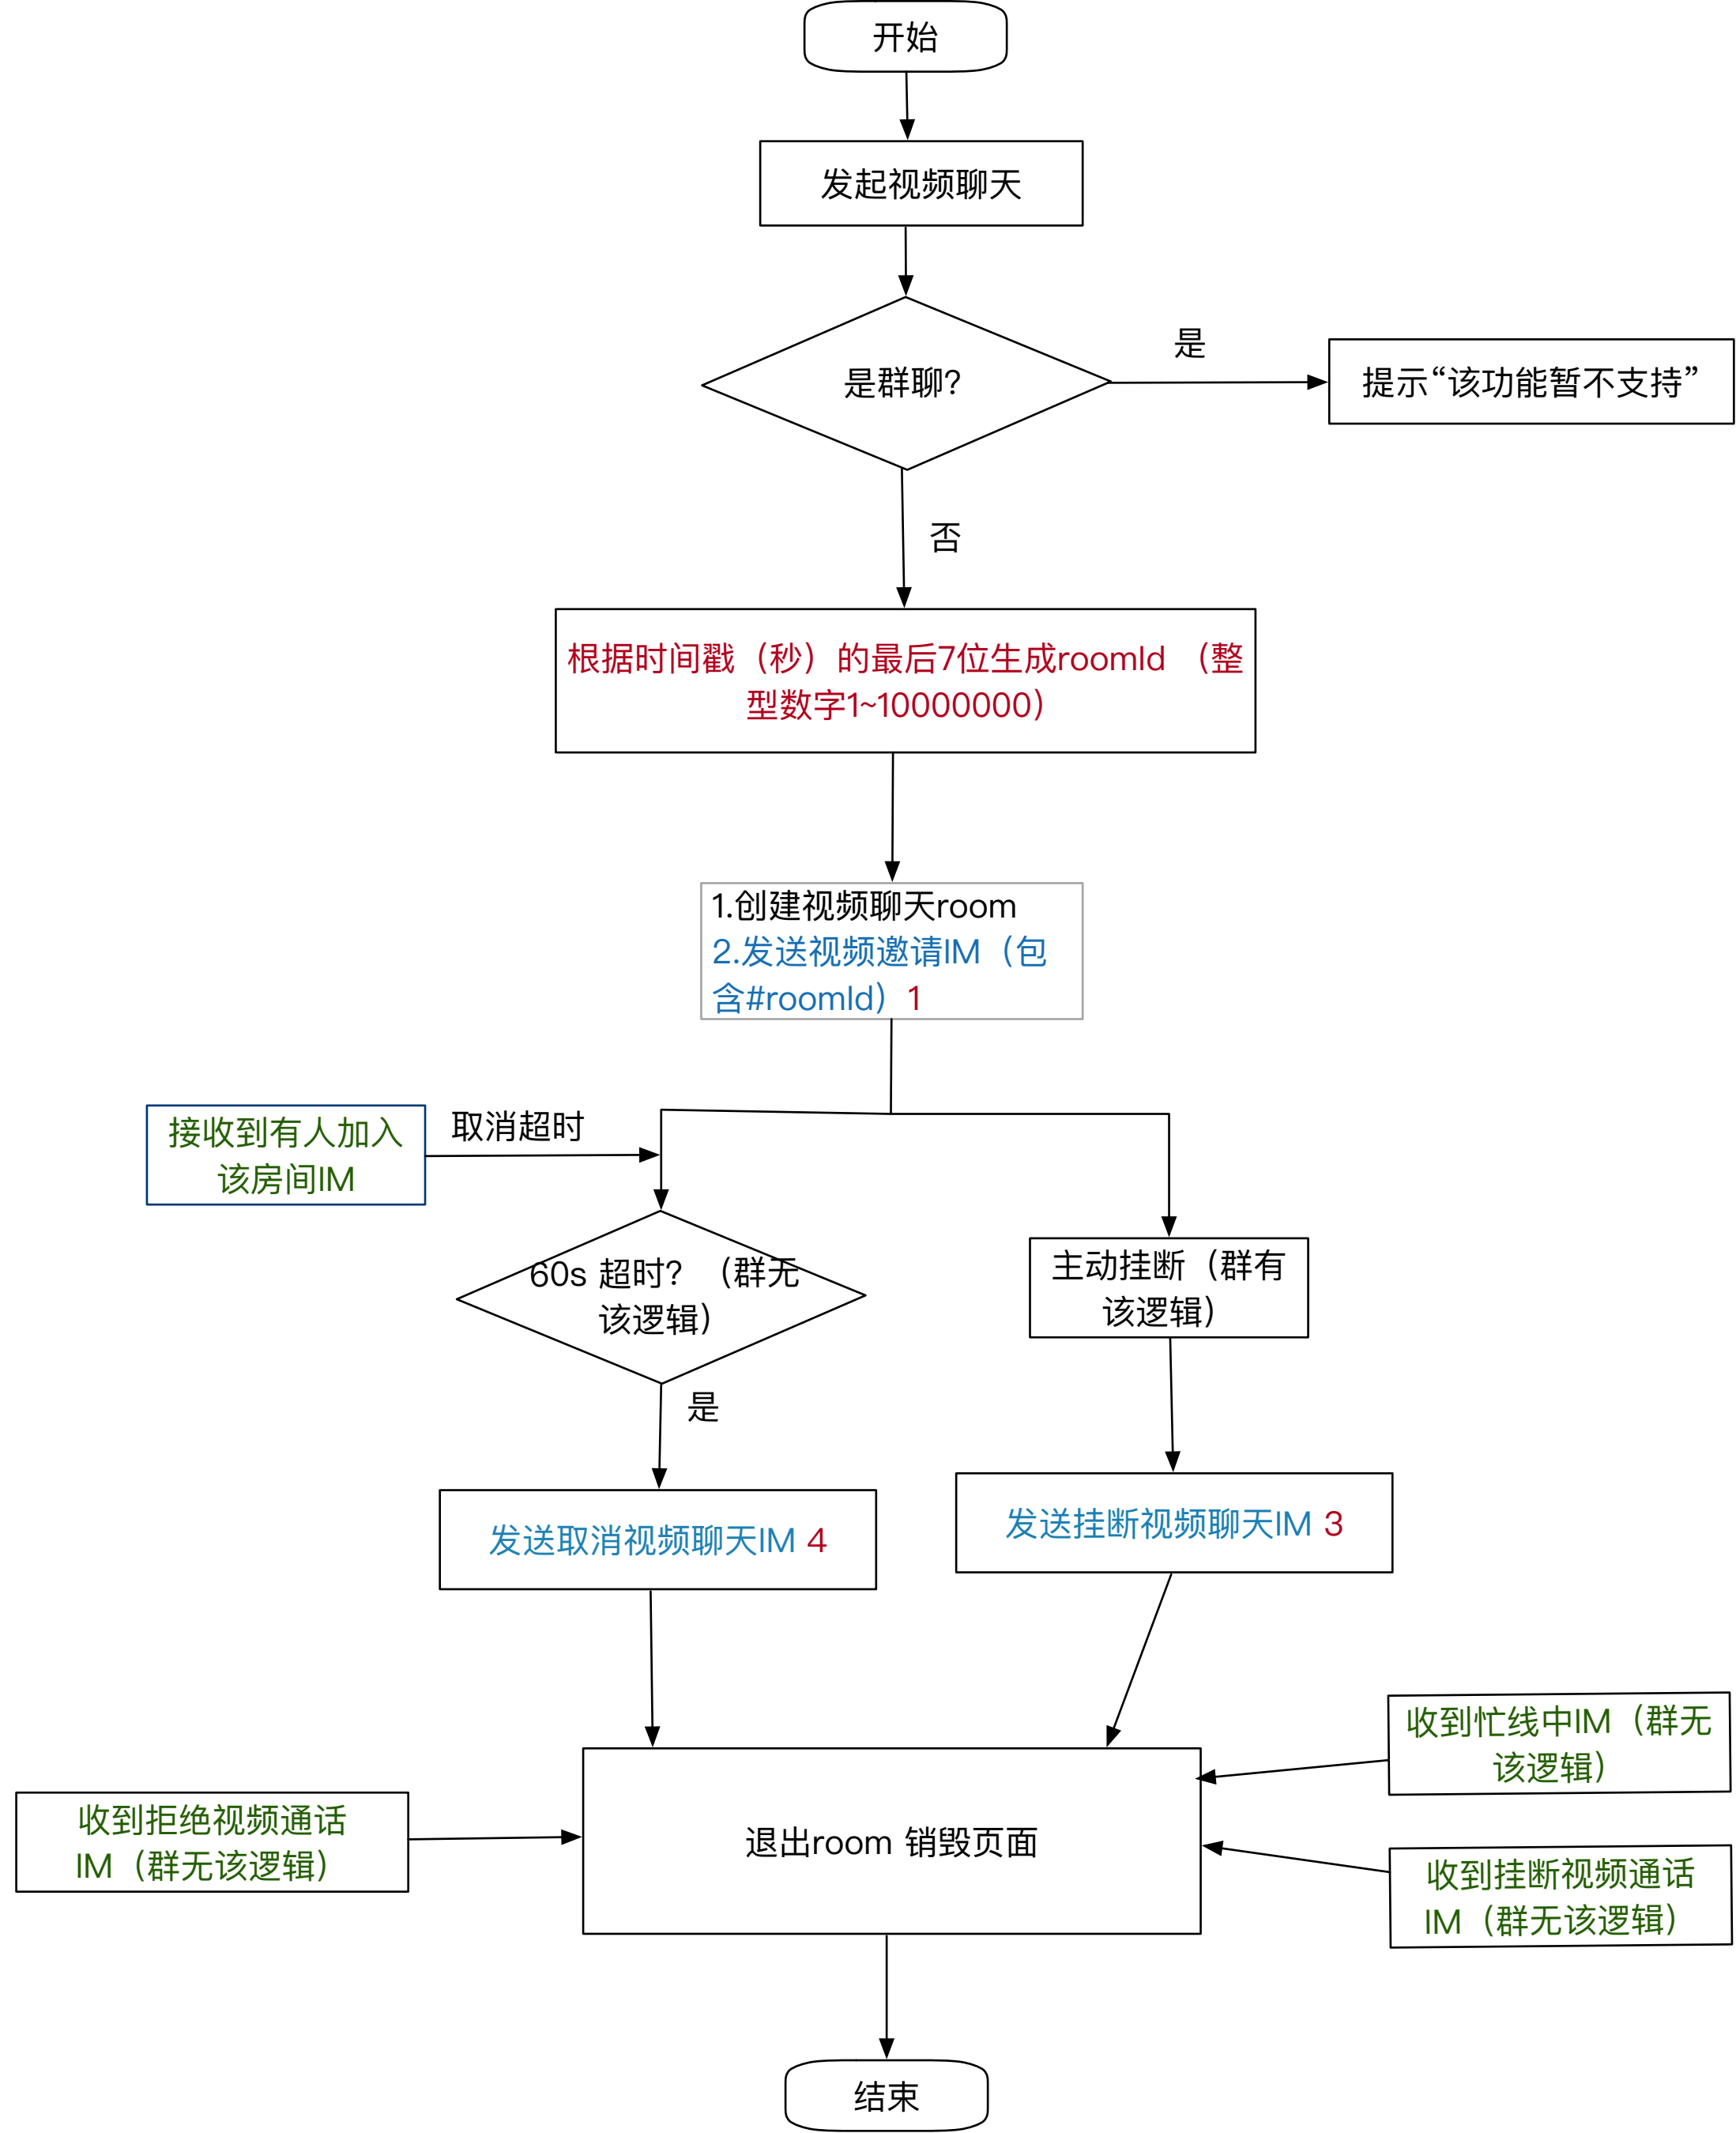 开始
发起视频聊天
是群聊？
是
提示“该功能暂不支持”
否
根据时间戳（秒）的最后7位生成roomId （整
型数字1~10000000）
1.创建视频聊天room
2.发送视频邀请IM（包
含#roomId）1
接收到有人加入
该房间IM
取消超时
60s 超时？（群无
该逻辑）
主动挂断（群有
该逻辑）
是
发送取消视频聊天IM 4
发送挂断视频聊天IM 3
收到忙线中IM（群无
该逻辑）
收到拒绝视频通话
IM（群无该逻辑）
退出room 销毁页面
收到挂断视频通话
IM（群无该逻辑）
结束